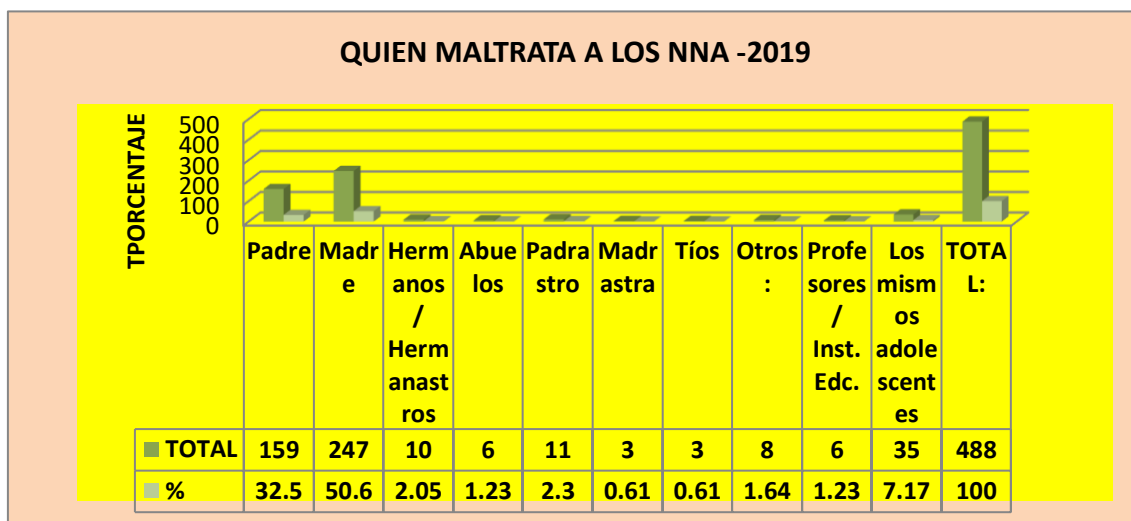 QUIEN MALTRATA A LOS NNA -2019
TPORCENTAJE
500
400
300
200
100
0
Padre
Madr
e
Herm
anos
/
Herm
anast
ros
Abue
los
Padra
stro
Madr
astra
Tíos
Otros
:
Profe
sores
/
Inst.
Edc.
Los
mism
os
adole
scent
es
TOTA
L:
TOTAL 159 247 10 6 11 3 3 8 6 35 488
% 32.5 50.6 2.05 1.23 2.3 0.61 0.61 1.64 1.23 7.17 100